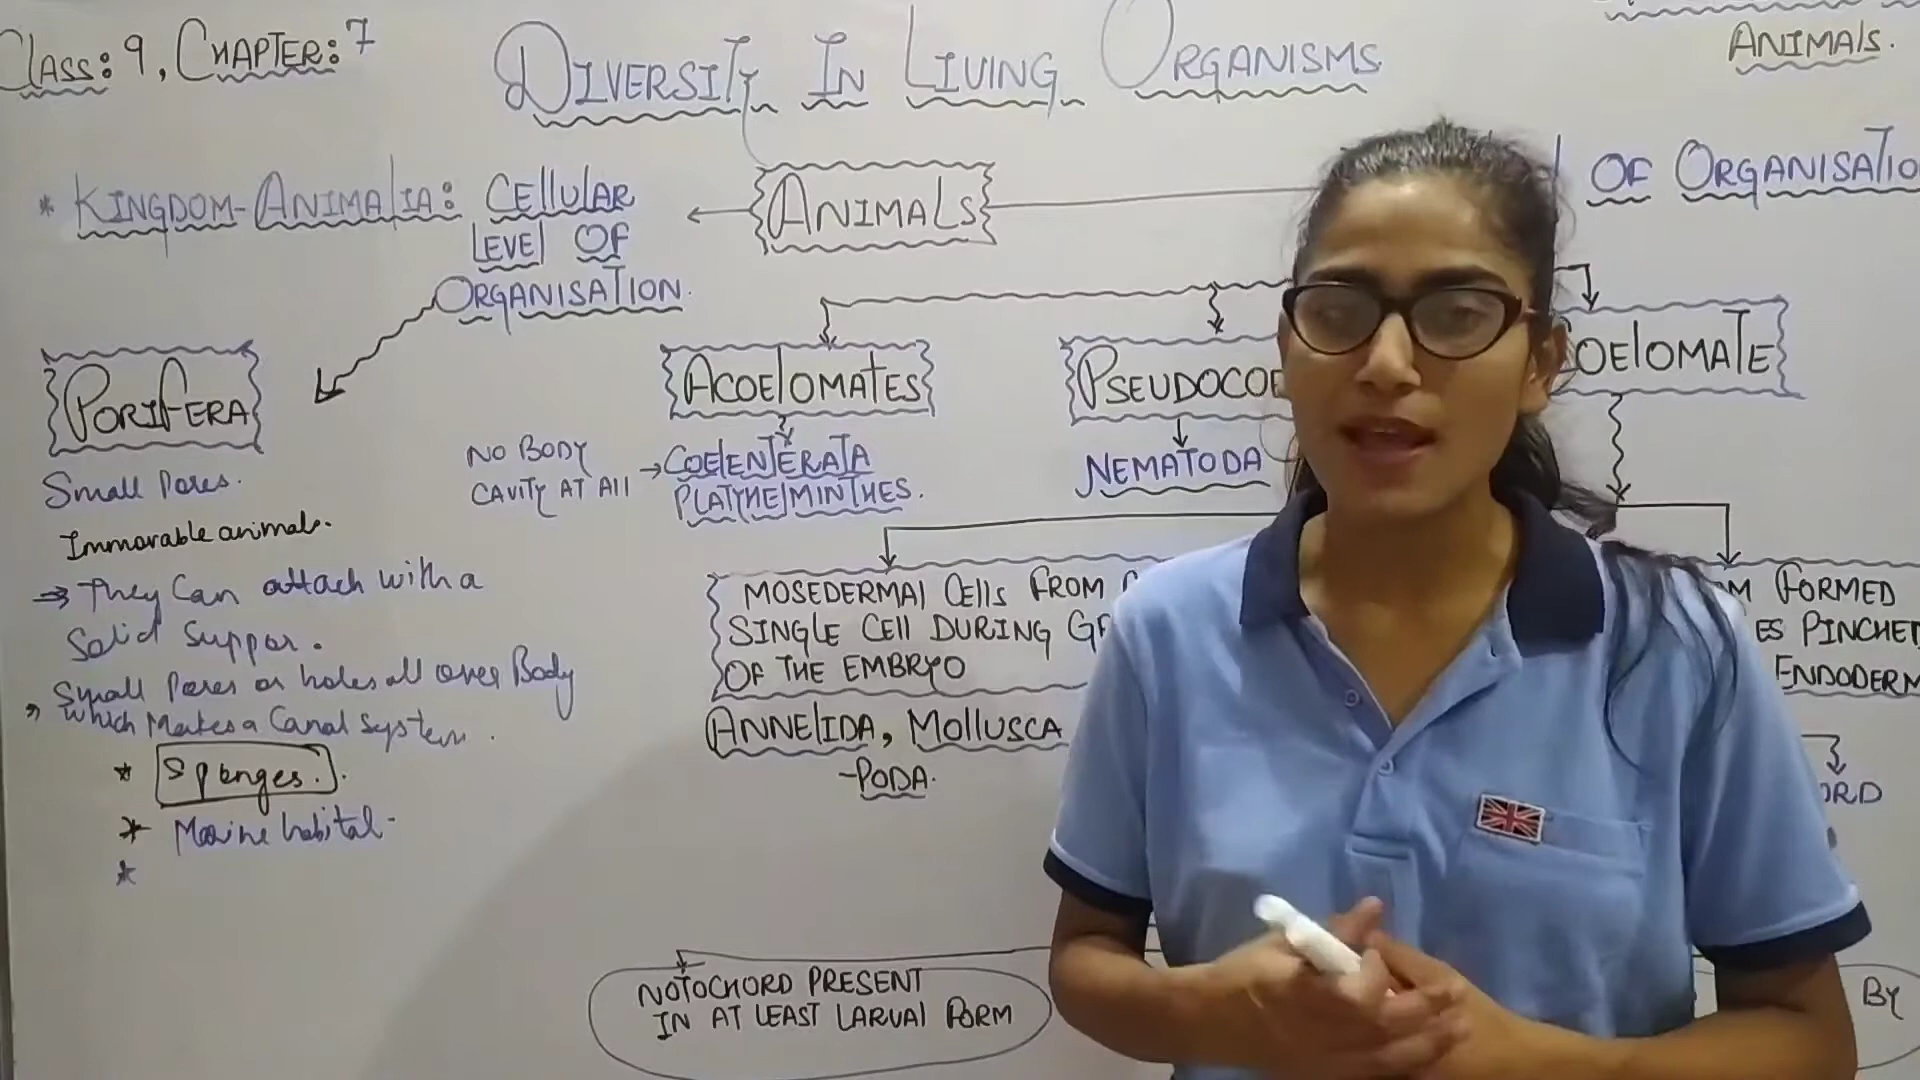 CLASS: 9, CHAPTER: 7
DIVERSITY IN LIVING ORGANISMS
ANIMALS.
* KINGDOM-ANIMALIA: CELLULAR
LEVEL OF
ORGANISATION.
ANIMALS
OF ORGANISATIO
PORIFERA
Small Pores.
Immovable animal.
⇒ They Can attach with a
Solid Suppor.
Small Pores or holes all over Body
which Makes a Canal System.
* Sponges.
* Marine habital-
*
ACOELOMATES
NO BODY
CAVITY AT All → COELENTERATA
PLATYHELMINTHES.
PSEUDOCOE
NEMATODA
OELOMATE
MOSEDERMAL CELLS FROM
SINGLE CELL DURING GR
OF THE EMBRYO
ANNELIDA, MOLLUSCA
-PODA.
M FORMED
ES PINCHE
ENDODERM
ORD
NOTOCHORD PRESENT
IN AT LEAST LARVAL FORM
BY